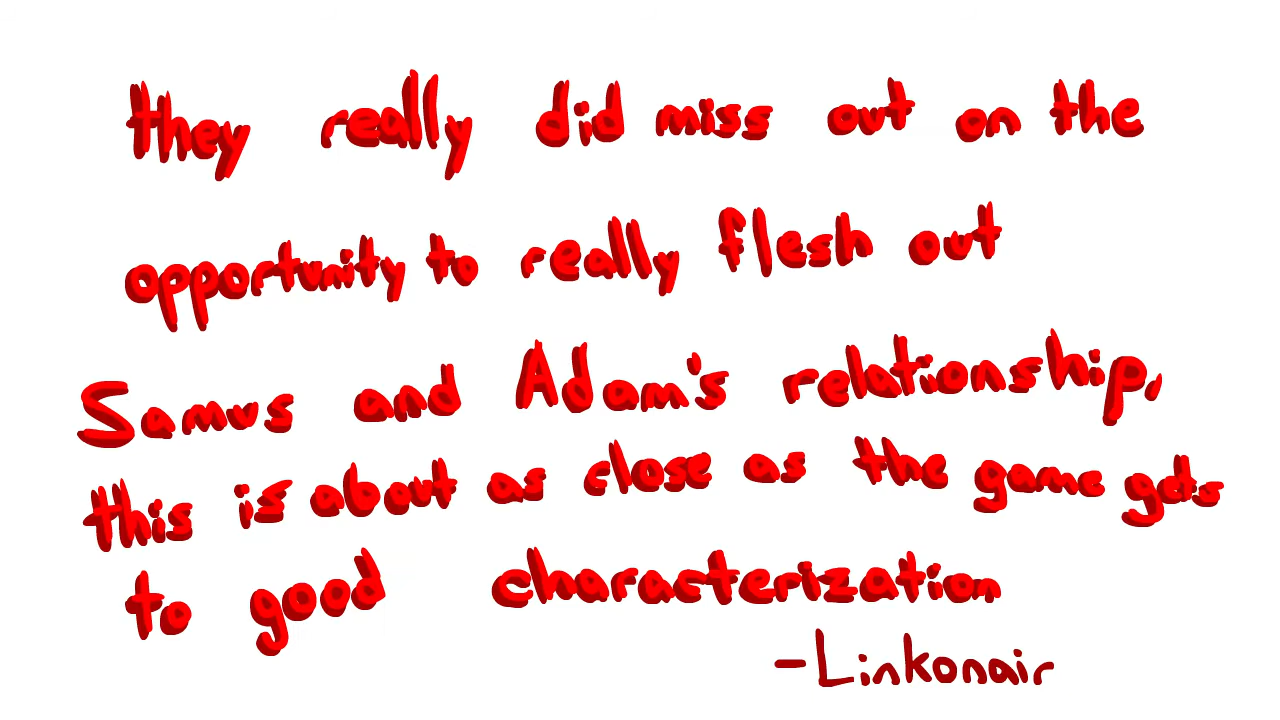 they really did miss out on the
opportunity to really flesh out
Samus and Adam's relationship,
this is about as close as the game gets
to good characterization
-Linkonair